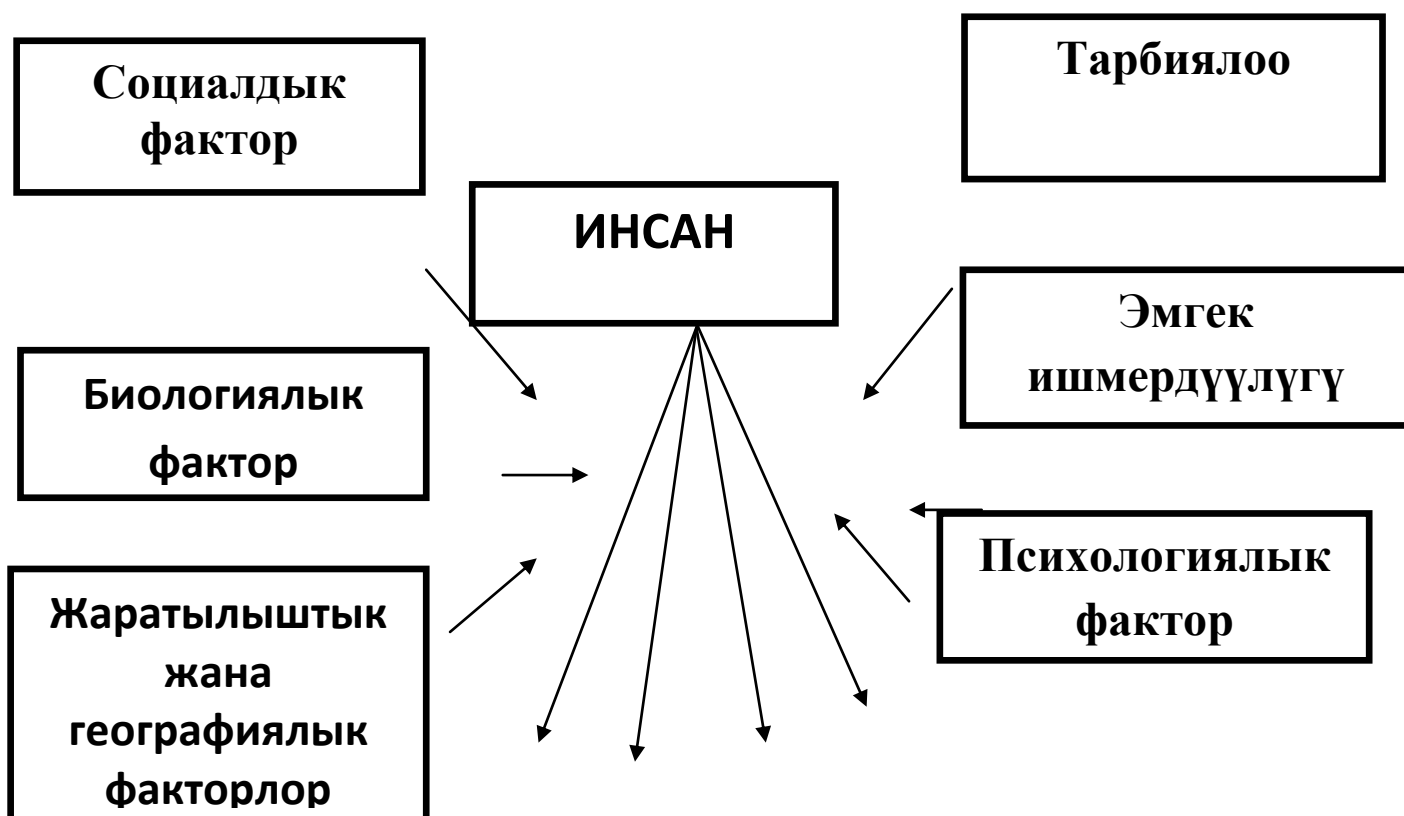 Социалдык
фактор
Тарбиялоо
ИНСАН
Эмгек
ишмердүүлүгү
Биологиялык
фактор
Психологиялык
фактор
Жаратылыштык
жана
географиялык
факторлор